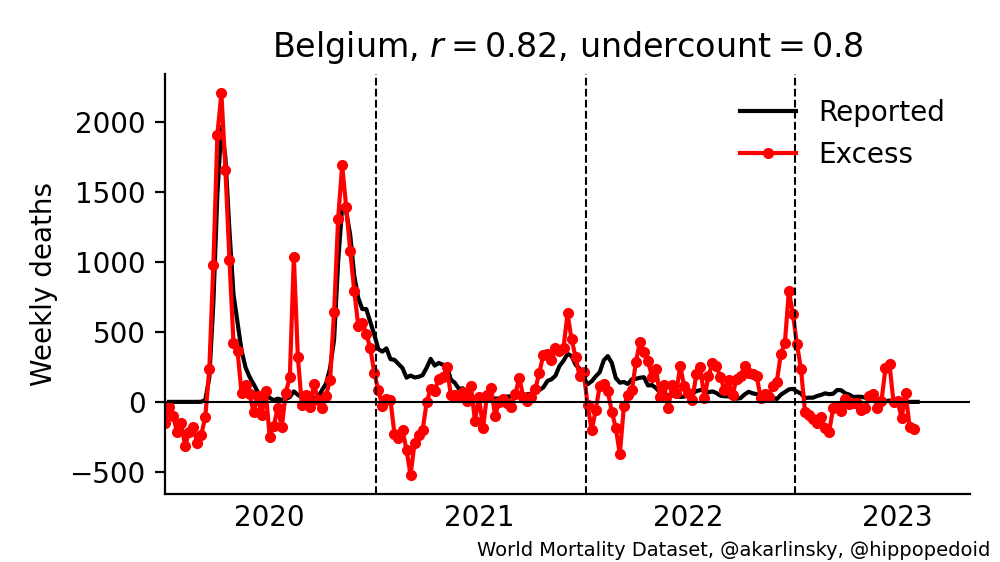 Belgium, r = 0.82, undercount = 0.8
Reported
Excess
Weekly deaths
2000
1500
1000
500
0
−500
2020 2021 2022 2023
World Mortality Dataset, @akarlinsky, @hippopedoid